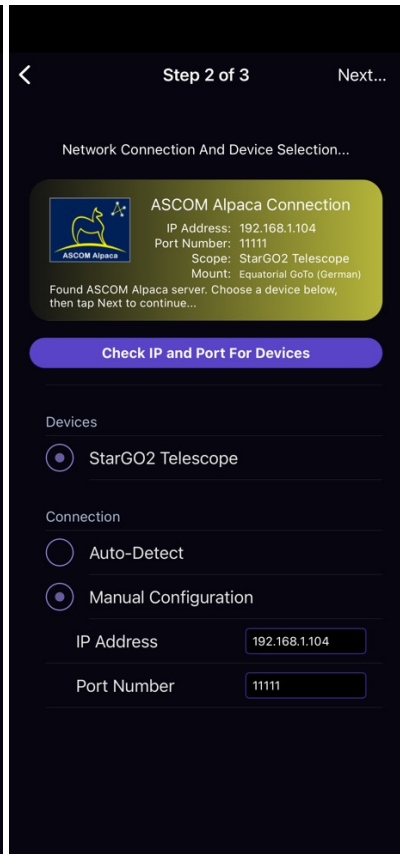 Step 2 of 3
Next...
Network Connection And Device Selection...
ASCOM Alpaca Connection
IP Address: 192.168.1.104
Port Number: 11111
Scope: StarGO2 Telescope
Mount: Equatorial GoTo (German)
ASCOM Alpaca
Found ASCOM Alpaca server. Choose a device below,
then tap Next to continue...
Check IP and Port For Devices
Devices
StarGO2 Telescope
Connection
Auto-Detect
Manual Configuration
IP Address 192.168.1.104
Port Number 11111